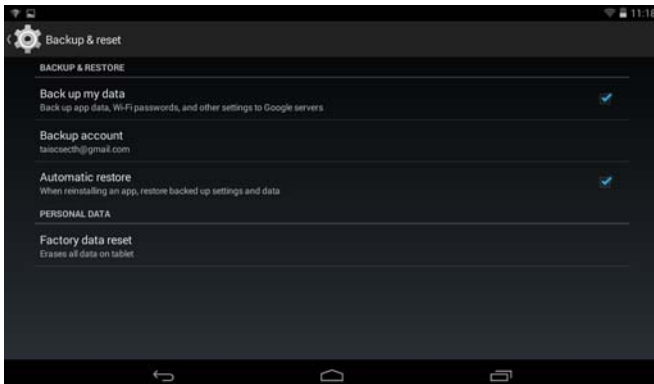 11:18
Backup & reset
BACKUP & RESTORE
Back up my data
Back up app data, Wi-Fi passwords, and other settings to Google servers
Backup account
taiscsecth@gmail.com
Automatic restore
When reinstalling an app, restore backed up settings and data
PERSONAL DATA
Factory data reset
Erases all data on tablet